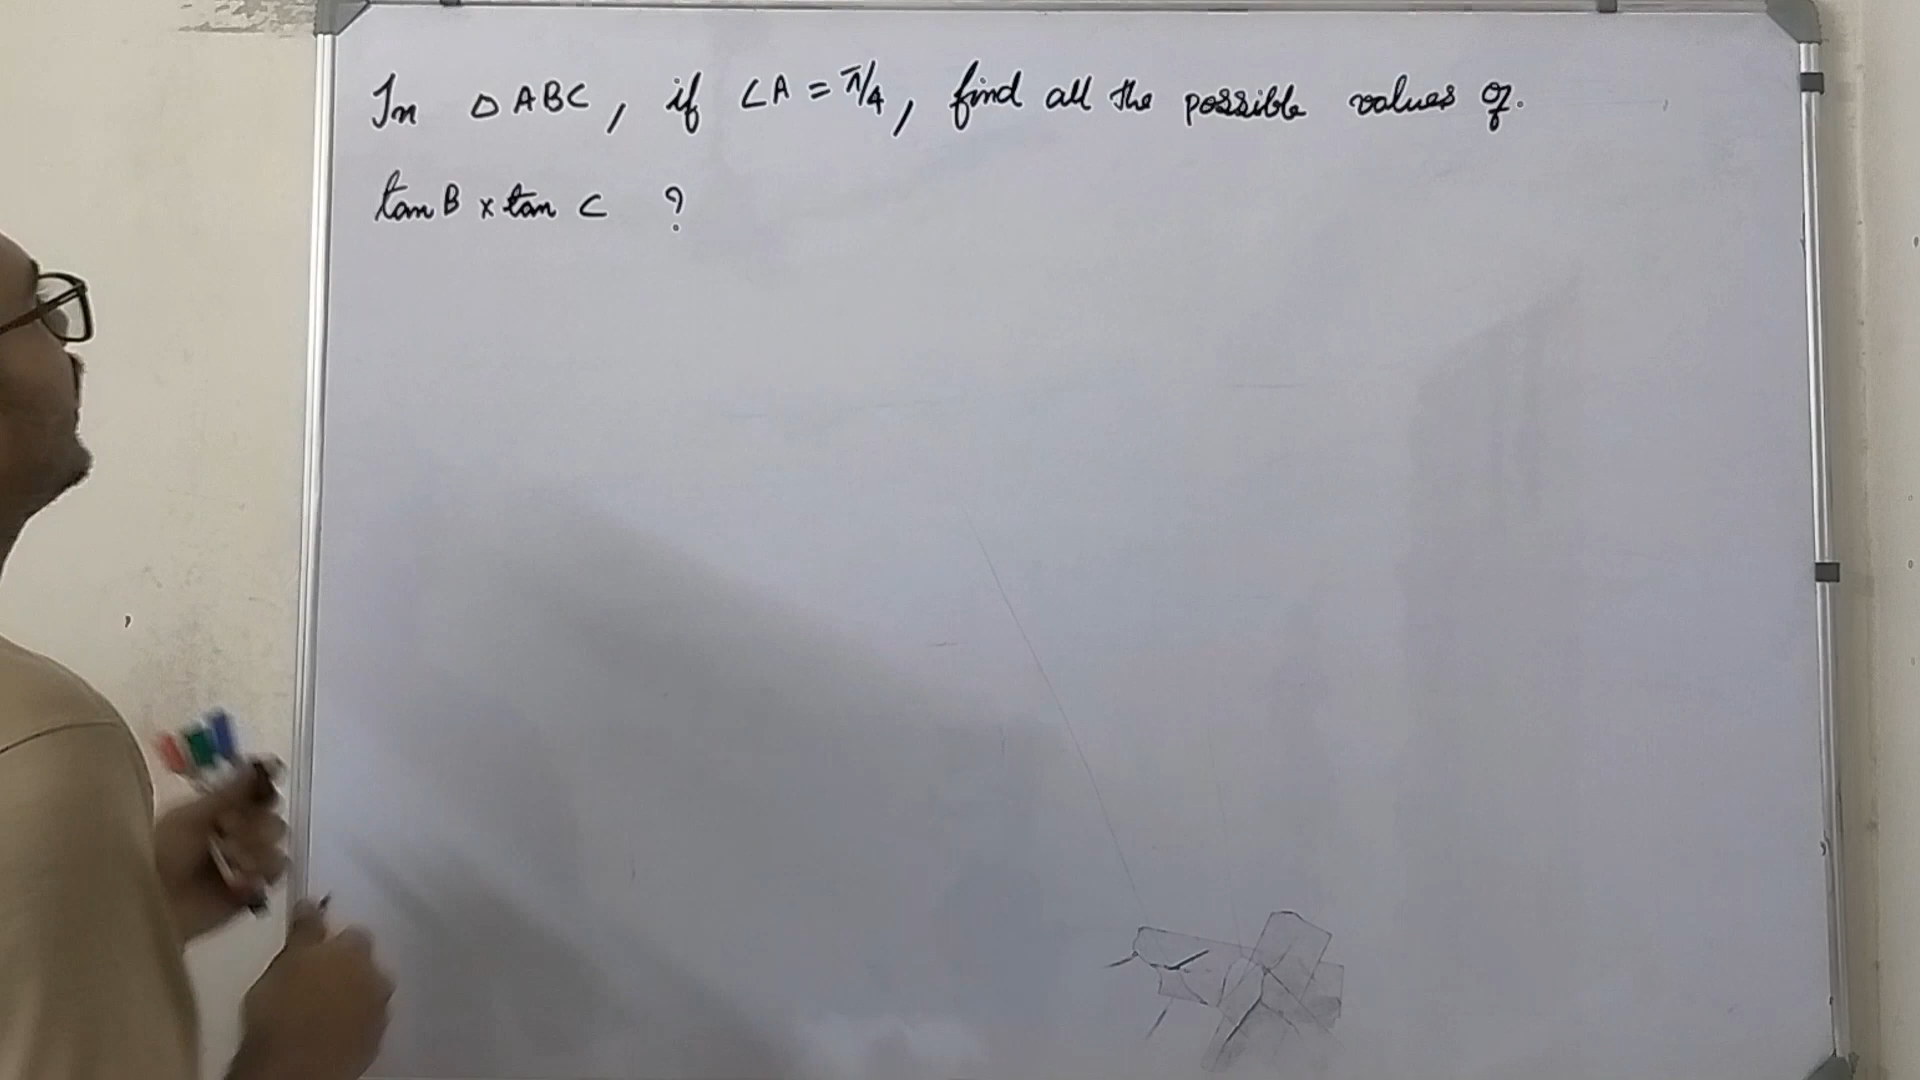 In △ABC, if ∠A = π/4, find all the possible values of.
tan B × tan C ?